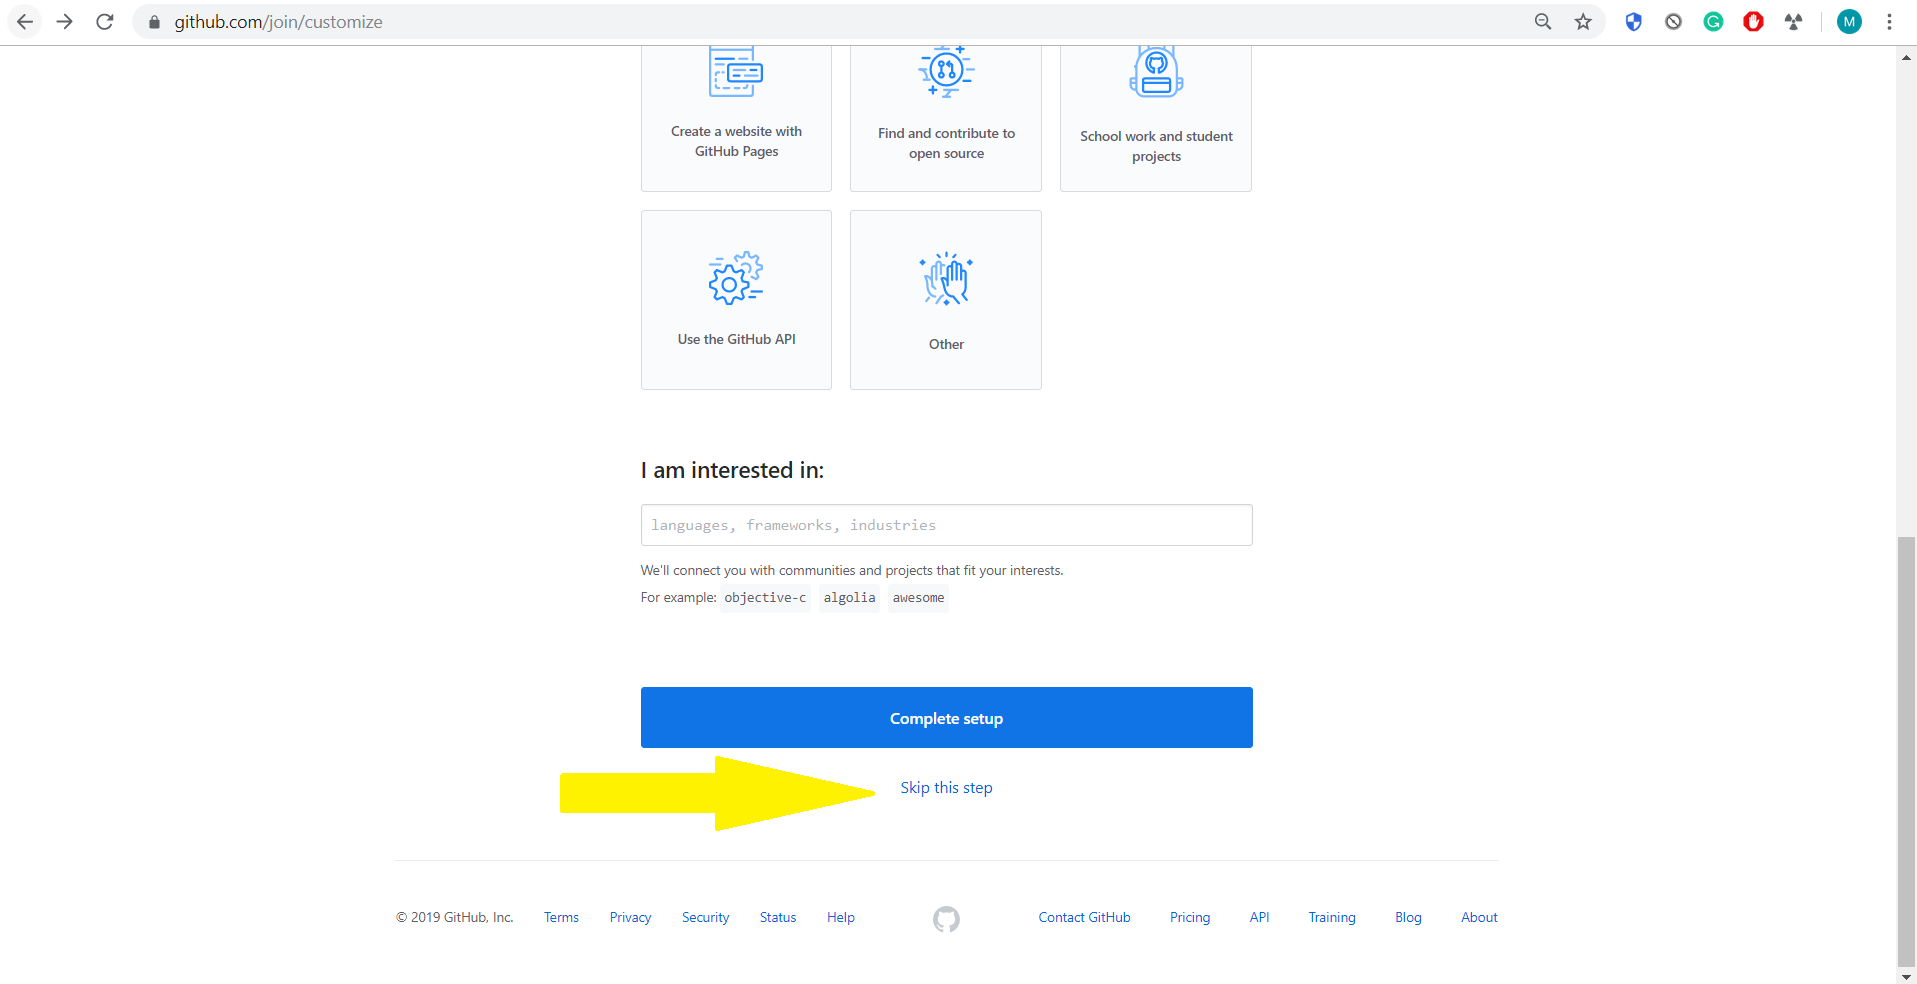 github.com/join/customize
M
Create a website with
GitHub Pages
Find and contribute to
open source
School work and student
projects
Use the GitHub API
Other
I am interested in:
languages, frameworks, industries
We'll connect you with communities and projects that fit your interests.
For example: objective-c algolia awesome
Complete setup
Skip this step
© 2019 GitHub, Inc. Terms Privacy Security Status Help Contact GitHub Pricing API Training Blog About